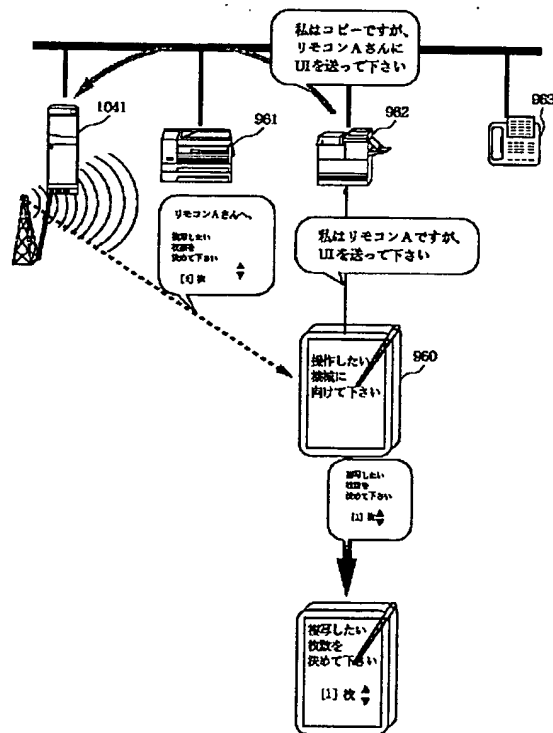 私はコピーですが、
リモコンAさんに
UIを送って下さい
1041
961
962
963
リモコンAさんへ、
複写したい
枚数を
決めて下さい
[1] 枚 ▲▼
私はリモコンAですが、
UIを送って下さい
960
操作したい
機械に
向けて下さい
複写したい
枚数を
決めて下さい
[1] 枚 ▲▼
複写したい
枚数を
決めて下さい
[1] 枚 ▲▼